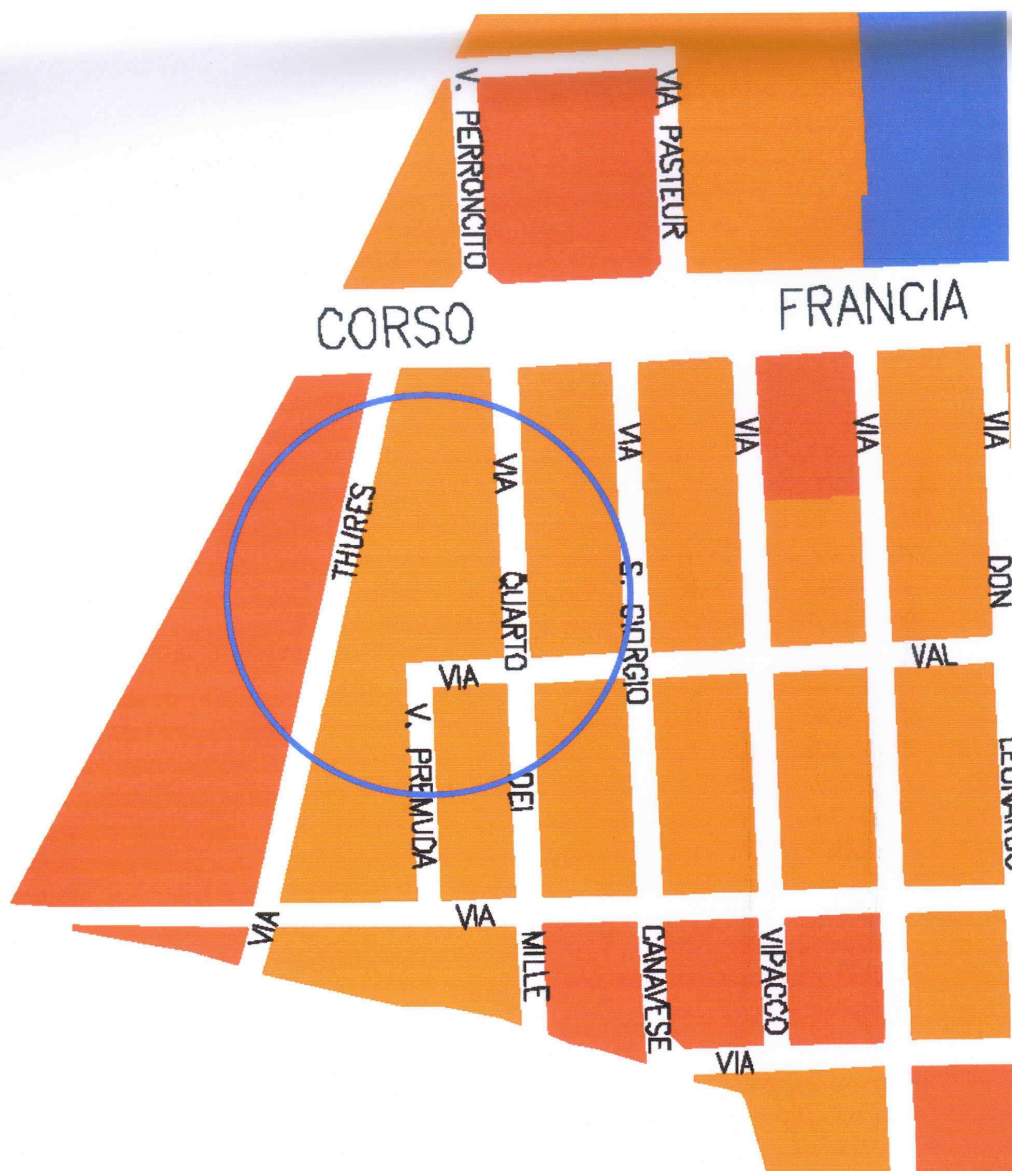 V. PERRONCITO
VIA PASTEUR
CORSO FRANCIA
THURES
VIA
VIA
VIA
VIA
VIA
QUARTO
S. GIORGIO
DON
VIA
VAL
V. PREMUDA
DEI
LEONARDO
VIA
VIA
MILLE
CANAVESE
VIPACCO
VIA